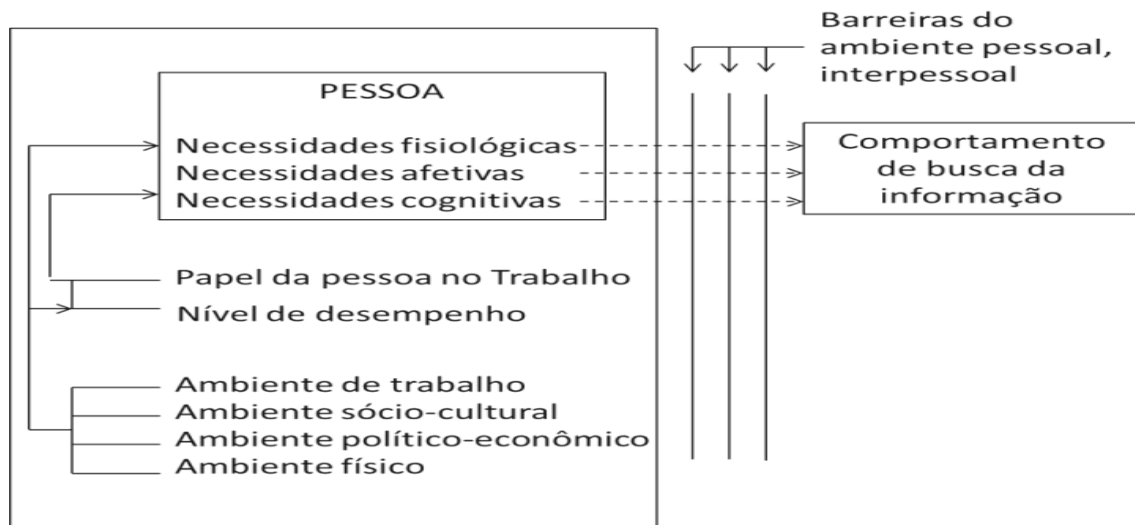 Barreiras do
ambiente pessoal,
interpessoal
PESSOA
Necessidades fisiológicas
Necessidades afetivas
Necessidades cognitivas
Comportamento
de busca da
informação
Papel da pessoa no Trabalho
Nível de desempenho
Ambiente de trabalho
Ambiente sócio-cultural
Ambiente político-econômico
Ambiente físico